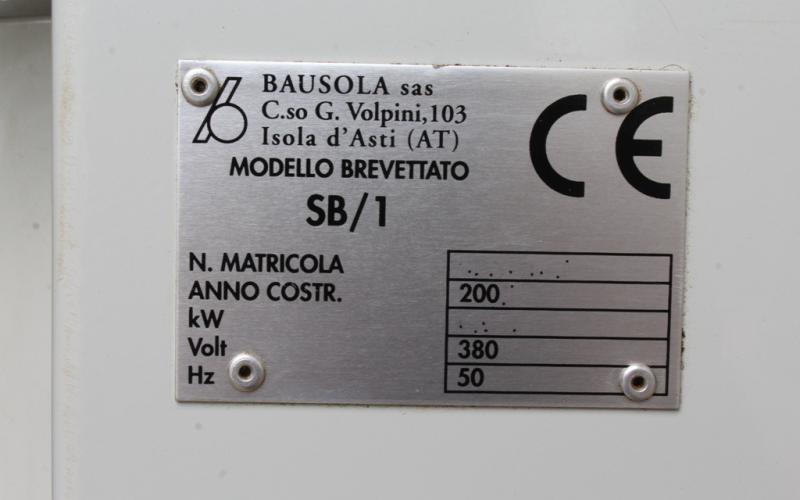 BAUSOLA sas
C.so G. Volpini,103
Isola d'Asti (AT)
MODELLO BREVETTATO
SB/1
CE
N. MATRICOLA
ANNO COSTR. 200
kW
Volt 380
Hz 50